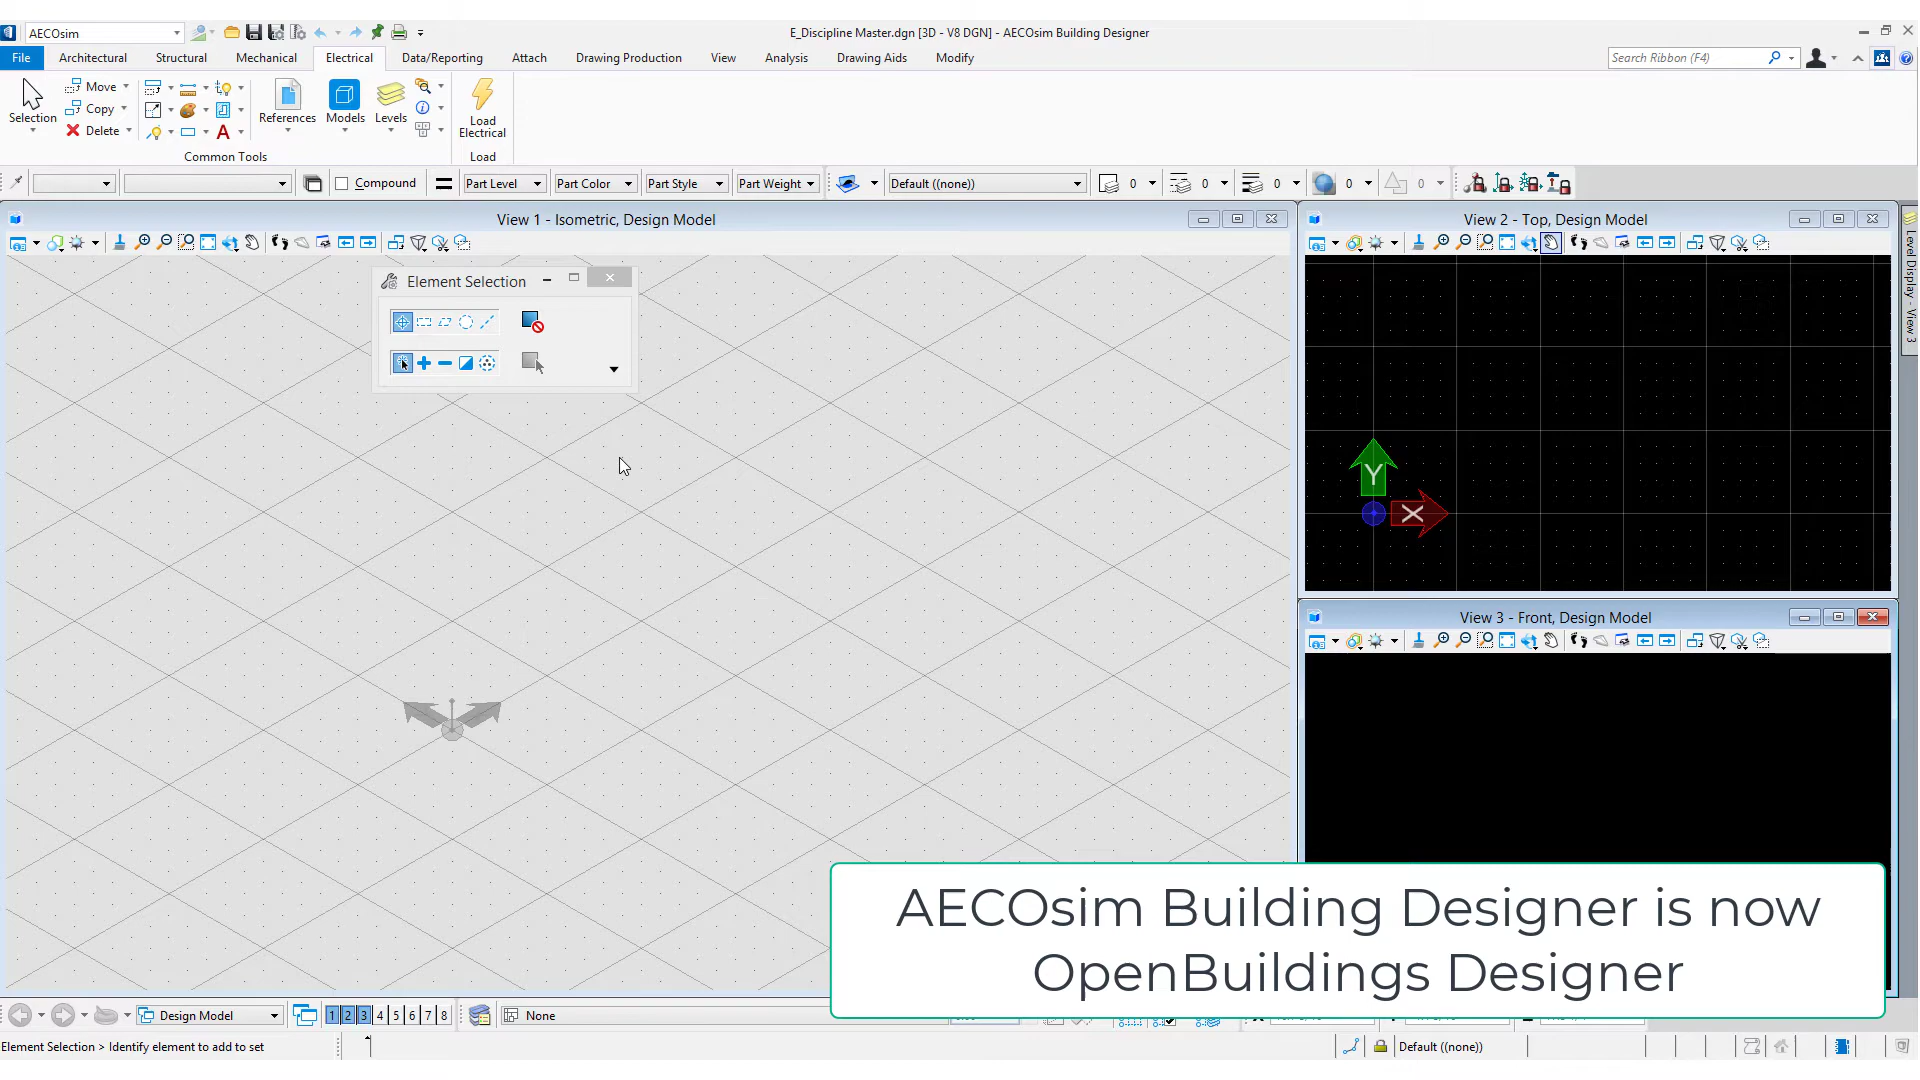 AECOsim
E_Discipline Master.dgn [3D - V8 DGN] - AECOsim Building Designer
File Architectural Structural Mechanical Electrical Data/Reporting Attach Drawing Production View Analysis Drawing Aids Modify
Search Ribbon (F4)
Selection
Move
Copy
Delete
References
Models
Levels
Load
Electrical
Common Tools
Load
Compound
Part Level
Part Color
Part Style
Part Weight
Default ((none))
0 0 0 0 0
View 1 - Isometric, Design Model
View 2 - Top, Design Model
Element Selection
Level Display - View 3
Y
X
View 3 - Front, Design Model
AECOsim Building Designer is now
OpenBuildings Designer
Design Model
1 2 3 4 5 6 7 8
None
Element Selection > Identify element to add to set
Default ((none))